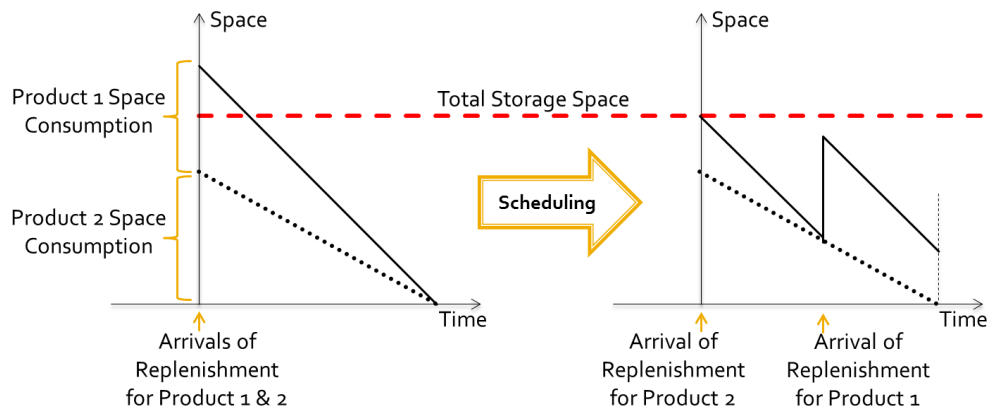 Space
Product 1 Space
Consumption
Product 2 Space
Consumption
Time
Arrivals of
Replenishment
for Product 1 & 2
Total Storage Space
Scheduling
Space
Time
Arrival of
Replenishment
for Product 2
Arrival of
Replenishment
for Product 1